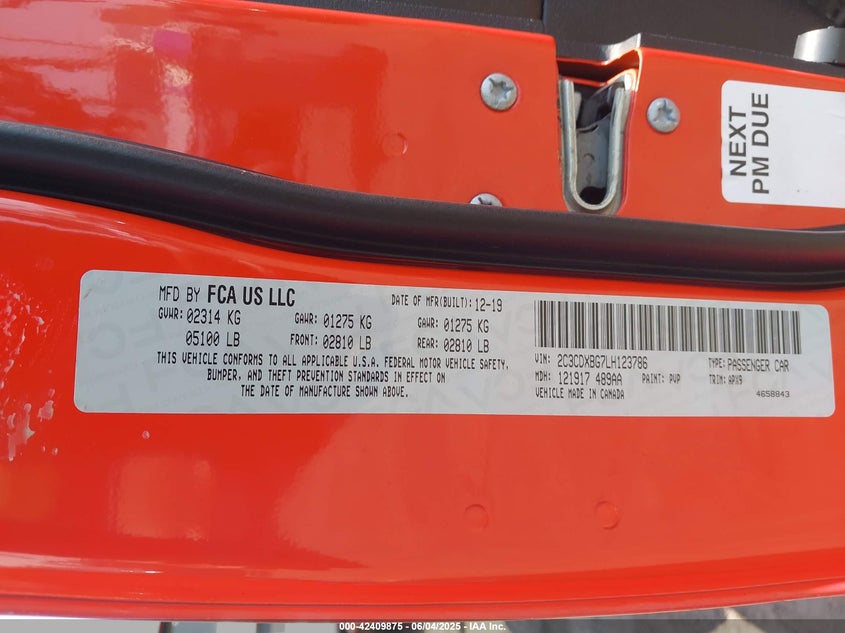 NEXT
PM DUE
MFD BY FCA US LLC DATE OF MFR(BUILT): 12-19
GVWR: 02314 KG GAWR: 01275 KG GAWR: 01275 KG
05100 LB FRONT: 02810 LB REAR: 02810 LB
THIS VEHICLE CONFORMS TO ALL APPLICABLE U.S.A. FEDERAL MOTOR VEHICLE SAFETY,
BUMPER, AND THEFT PREVENTION STANDARDS IN EFFECT ON
THE DATE OF MANUFACTURE SHOWN ABOVE.
VIN: 2C3CDXBG7LH123786 TYPE: PASSENGER CAR
MDH: 121917 489AA PAINT: PVP TRIM: APX9
VEHICLE MADE IN CANADA 4658843
000-42409875 - 06/04/2025 - IAA Inc.